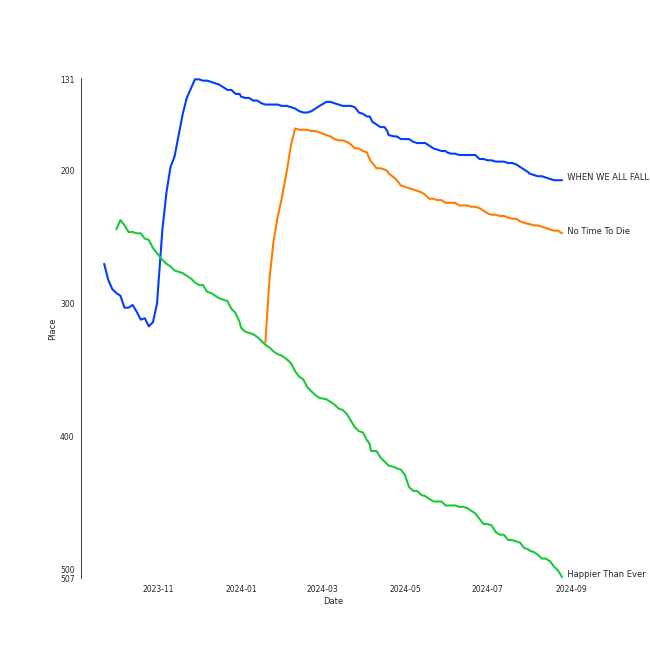 131
200
300
400
500
507
Place
2023-11
2024-01
2024-03
2024-05
2024-07
2024-09
Date
WHEN WE ALL FALL
No Time To Die
Happier Than Ever